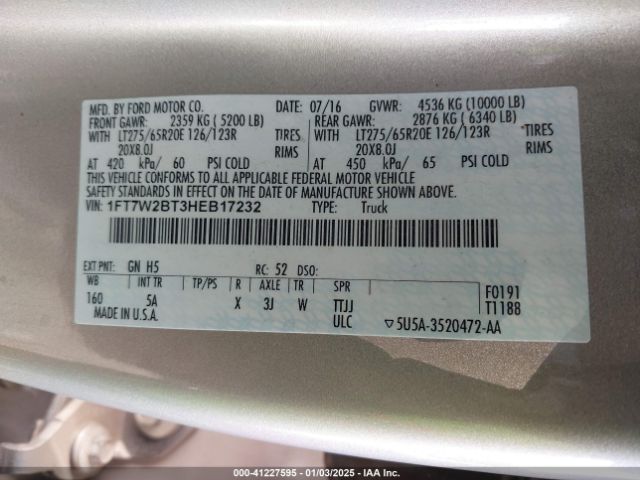 MFD. BY FORD MOTOR CO. DATE: 07/16 GVWR: 4536 KG (10000 LB)
FRONT GAWR: 2359 KG (5200 LB) REAR GAWR: 2876 KG (6340 LB)
WITH LT275/65R20E 126/123R TIRES WITH LT275/65R20E 126/123R TIRES
20X8.0J RIMS 20X8.0J RIMS
AT 420 kPa/ 60 PSI COLD AT 450 kPa/ 65 PSI COLD
THIS VEHICLE CONFORMS TO ALL APPLICABLE FEDERAL MOTOR VEHICLE
SAFETY STANDARDS IN EFFECT ON THE DATE OF MANUFACTURE SHOWN ABOVE.
VIN: 1FT7W2BT3HEB17232 TYPE: Truck
EXT PNT: GN H5 RC: 52 DSO:
WB INT TR TP/PS R AXLE TR SPR F0191
160 5A X 3J W TTJJ T1188
MADE IN U.S.A. ULC ▽5U5A-3520472-AA
000-41227595 - 01/03/2025 - IAA Inc.